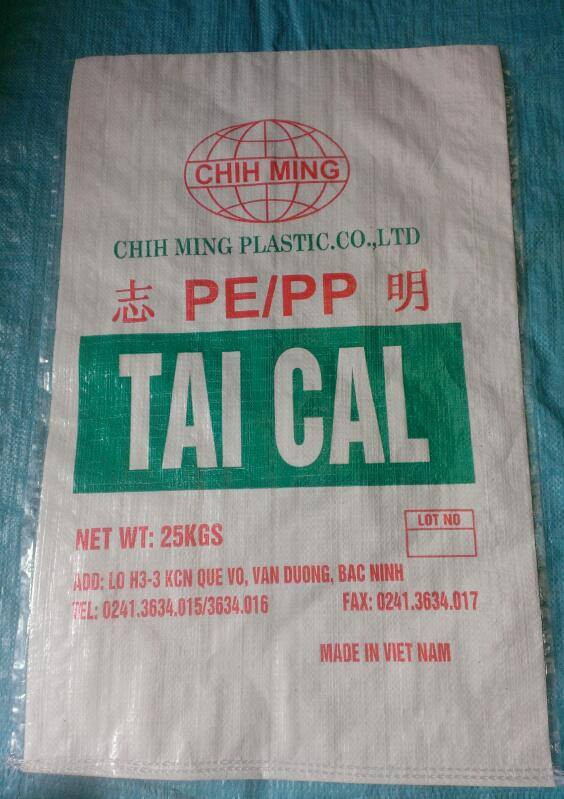 CHIH MING
CHIH MING PLASTIC.CO.,LTD
志 PE/PP 明
TAI CAL
NET WT: 25KGS
LOT NO
ADD: LO H3-3 KCN QUE VO, VAN DUONG, BAC NINH
TEL: 0241.3634.015/3634.016 FAX: 0241.3634.017
MADE IN VIET NAM